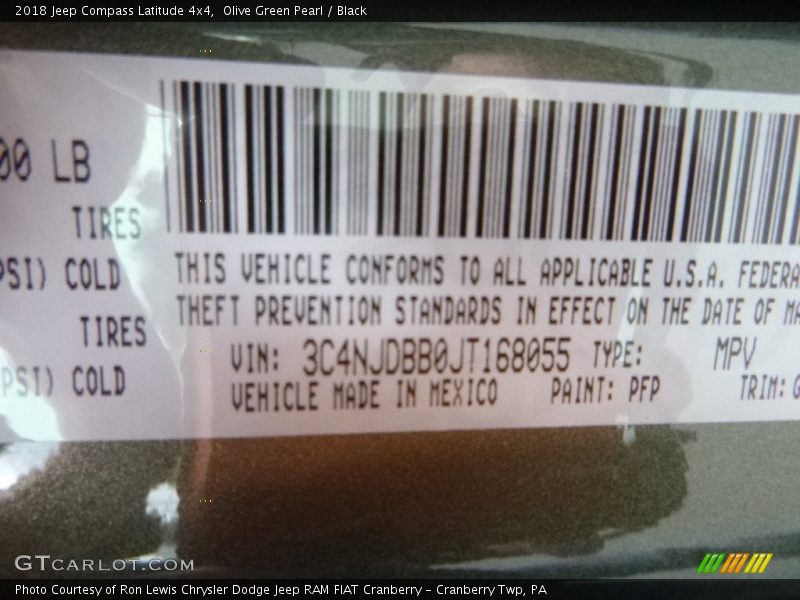 2018 Jeep Compass Latitude 4x4,  Olive Green Pearl / Black
00 LB
TIRES
PSI) COLD
TIRES
PSI) COLD
THIS VEHICLE CONFORMS TO ALL APPLICABLE U.S.A. FEDERA
THEFT PREVENTION STANDARDS IN EFFECT ON THE DATE OF MA
VIN: 3C4NJDBB0JT168055 TYPE: MPV
VEHICLE MADE IN MEXICO PAINT: PFP TRIM: G
GTCARLOT.COM
Photo Courtesy of Ron Lewis Chrysler Dodge Jeep RAM FIAT Cranberry – Cranberry Twp, PA